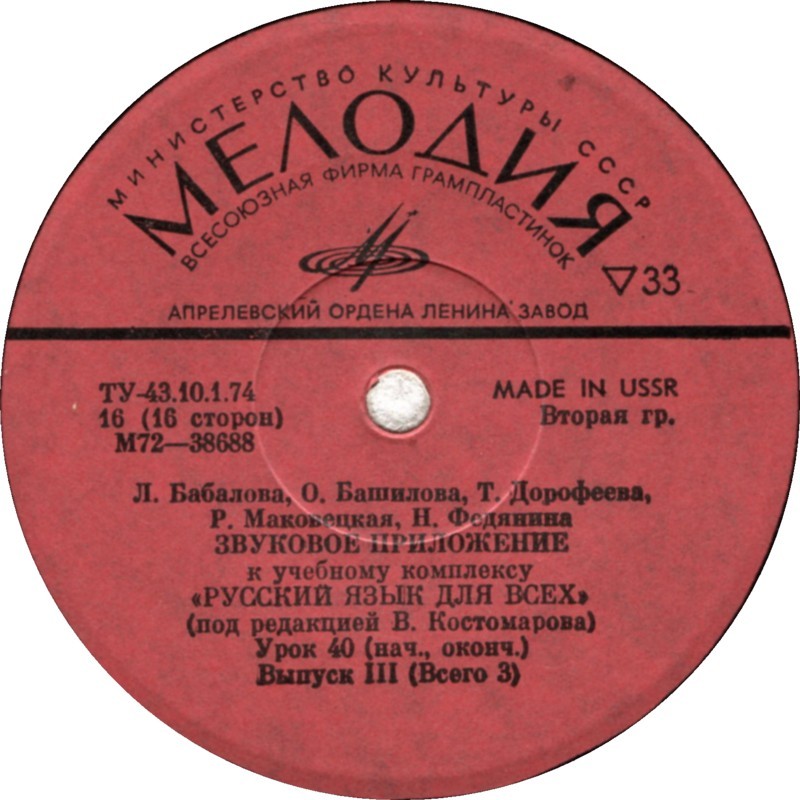 МИНИСТЕРСТВО КУЛЬТУРЫ СССР
МЕЛОДИЯ
ВСЕСОЮЗНАЯ ФИРМА ГРАМПЛАСТИНОК
▽33
АПРЕЛЕВСКИЙ ОРДЕНА ЛЕНИНА ЗАВОД
ТУ-43.10.1.74
16 (16 сторон)
М72—38688
MADE IN USSR
Вторая гр.
Л. Бабалова, О. Башилова, Т. Дорофеева,
Р. Маковецкая, Н. Федянина
ЗВУКОВОЕ ПРИЛОЖЕНИЕ
к учебному комплексу
«РУССКИЙ ЯЗЫК ДЛЯ ВСЕХ»
(под редакцией В. Костомарова)
Урок 40 (нач., оконч.)
Выпуск III (Всего 3)